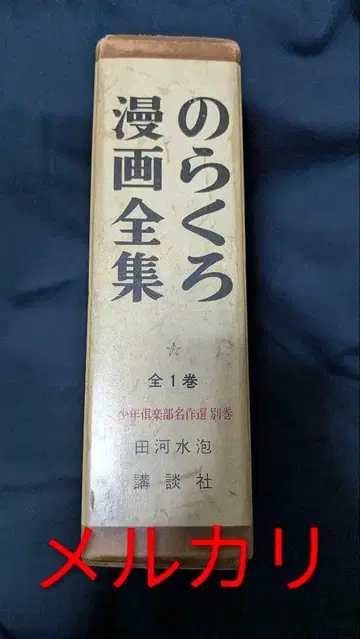 のらくろ
漫画全集
☆
全1巻
少年倶楽部名作選 別巻
田河水泡
講談社
メルカリ